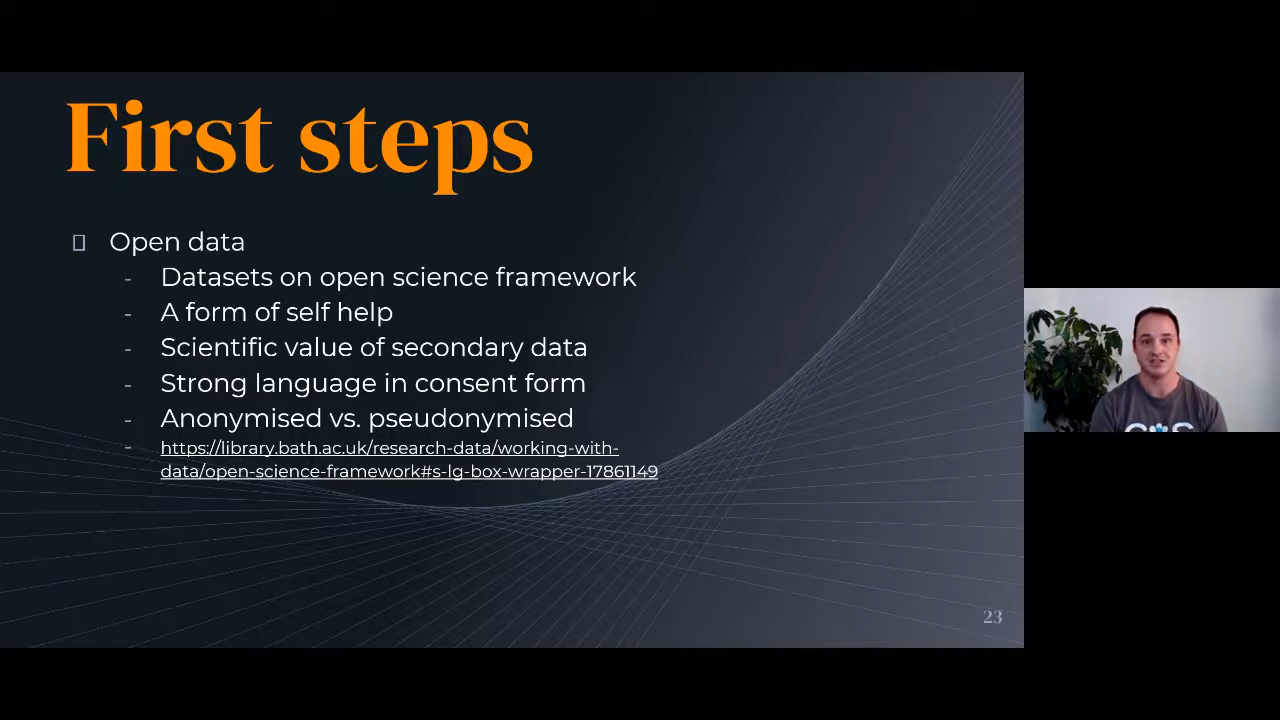 First steps
Open data
- Datasets on open science framework
- A form of self help
- Scientific value of secondary data
- Strong language in consent form
- Anonymised vs. pseudonymised
- https://library.bath.ac.uk/research-data/working-with-
data/open-science-framework#s-lg-box-wrapper-17861149
23